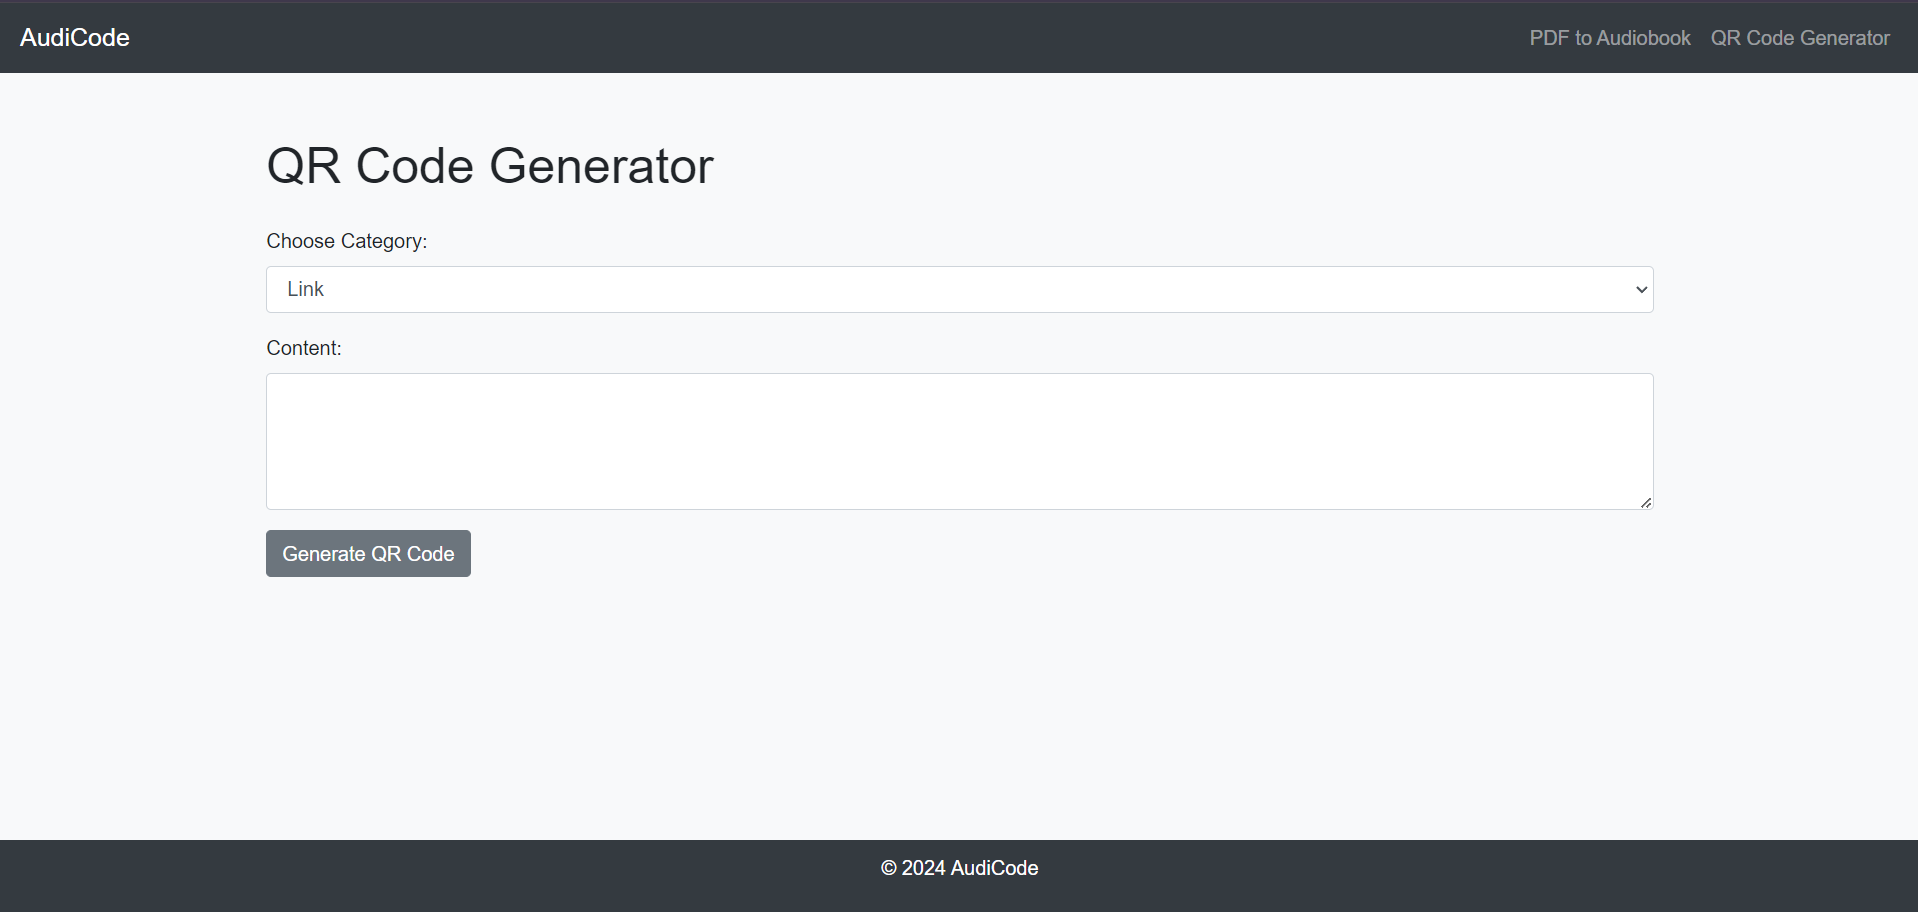 AudiCode
PDF to Audiobook QR Code Generator
QR Code Generator
Choose Category:
Link
Content:
Generate QR Code
© 2024 AudiCode